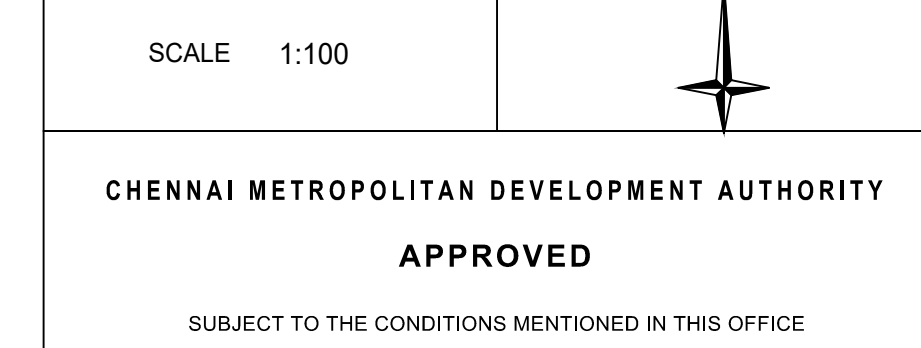 SCALE 1:100
CHENNAI METROPOLITAN DEVELOPMENT AUTHORITY
APPROVED
SUBJECT TO THE CONDITIONS MENTIONED IN THIS OFFICE